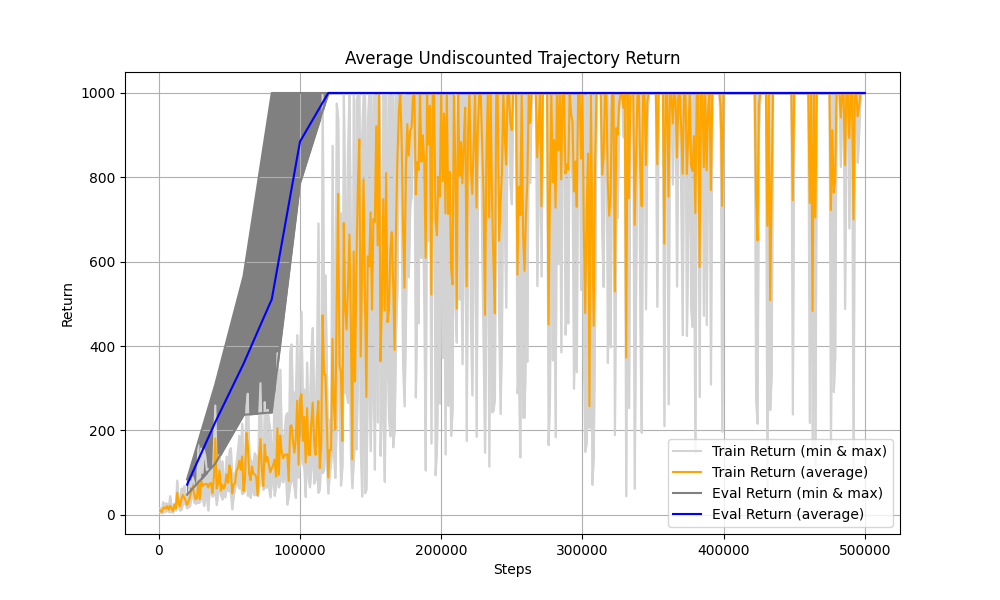 Average Undiscounted Trajectory Return
1000
800
600
400
200
0
Return
0 100000 200000 300000 400000 500000
Steps
Train Return (min & max)
Train Return (average)
Eval Return (min & max)
Eval Return (average)